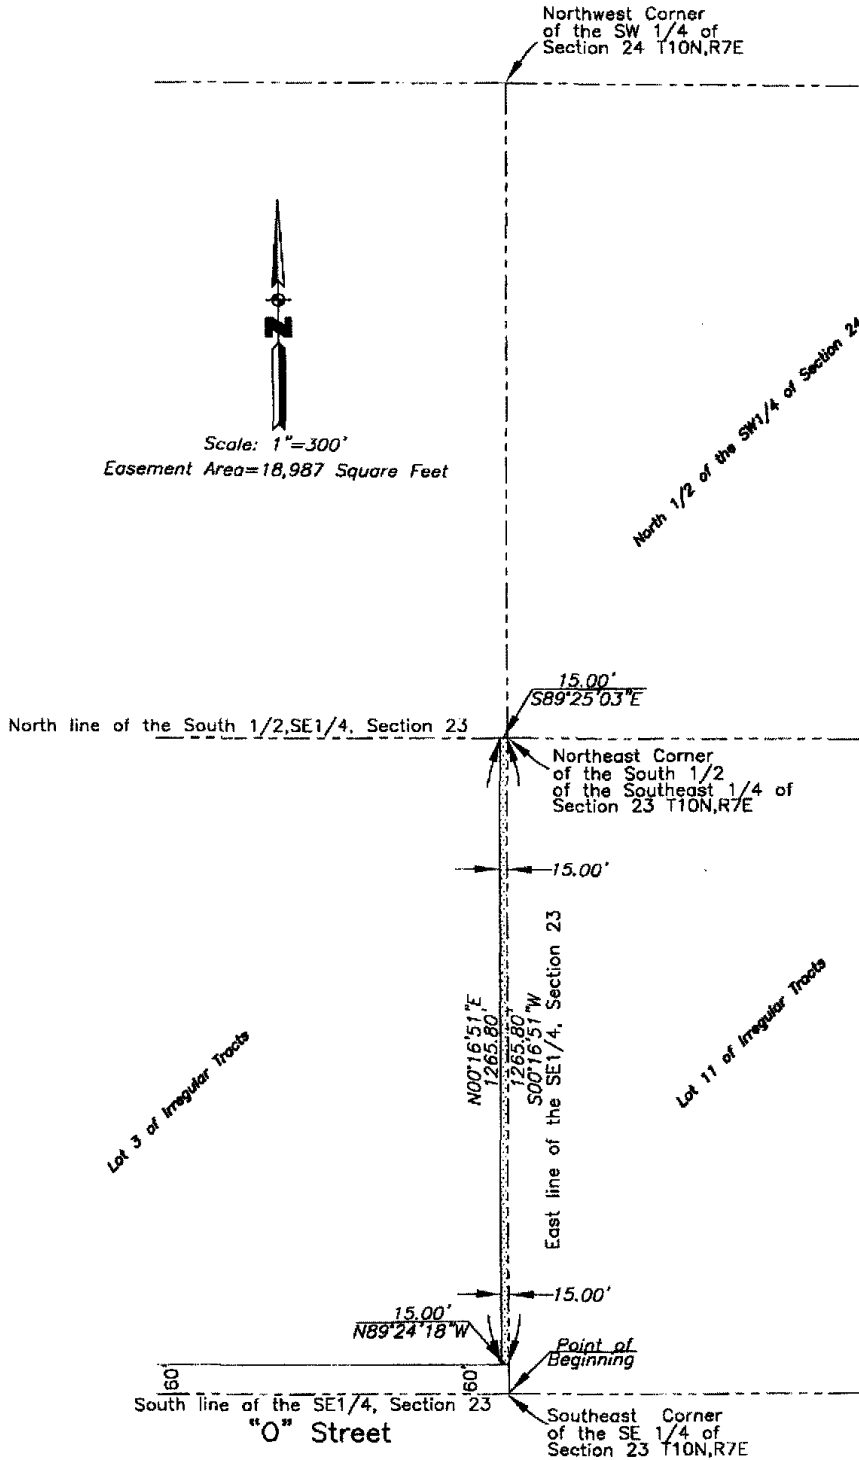 Northwest Corner
of the SW 1/4 of
Section 24 T10N,R7E
N
Scale: 1"=300'
Easement Area=18,987 Square Feet
North 1/2 of the SW1/4 of Section 24
15.00'
S89°25'03"E
North line of the South 1/2,SE1/4, Section 23
Northeast Corner
of the South 1/2
of the Southeast 1/4 of
Section 23 T10N,R7E
15.00'
N00°16'51"E
1265.80'
1265.80'
S00°16'51"W
East line of the SE1/4, Section 23
Lot 3 of Irregular Tracts
Lot 11 of Irregular Tracts
15.00'
15.00'
N89°24'18"W
Point of
Beginning
60'
60'
South line of the SE1/4, Section 23
"O" Street
Southeast Corner
of the SE 1/4 of
Section 23 T10N,R7E